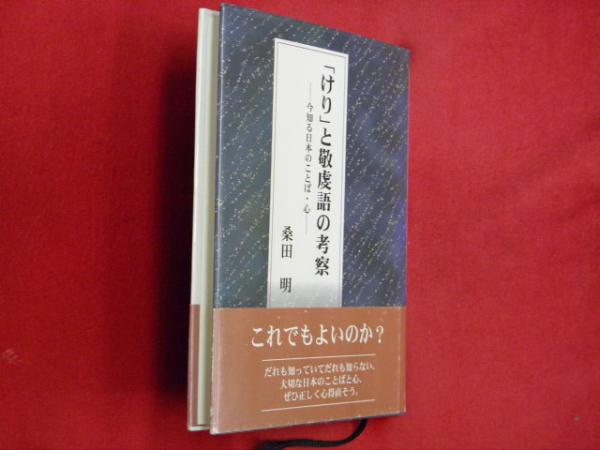 「けり」と敬虔語の考察
──今知る日本のことば・心──
桑田 明
これでもよいのか?
だれも知っていてだれも知らない、
大切な日本のことばと心、
ぜひ正しく心得直そう。